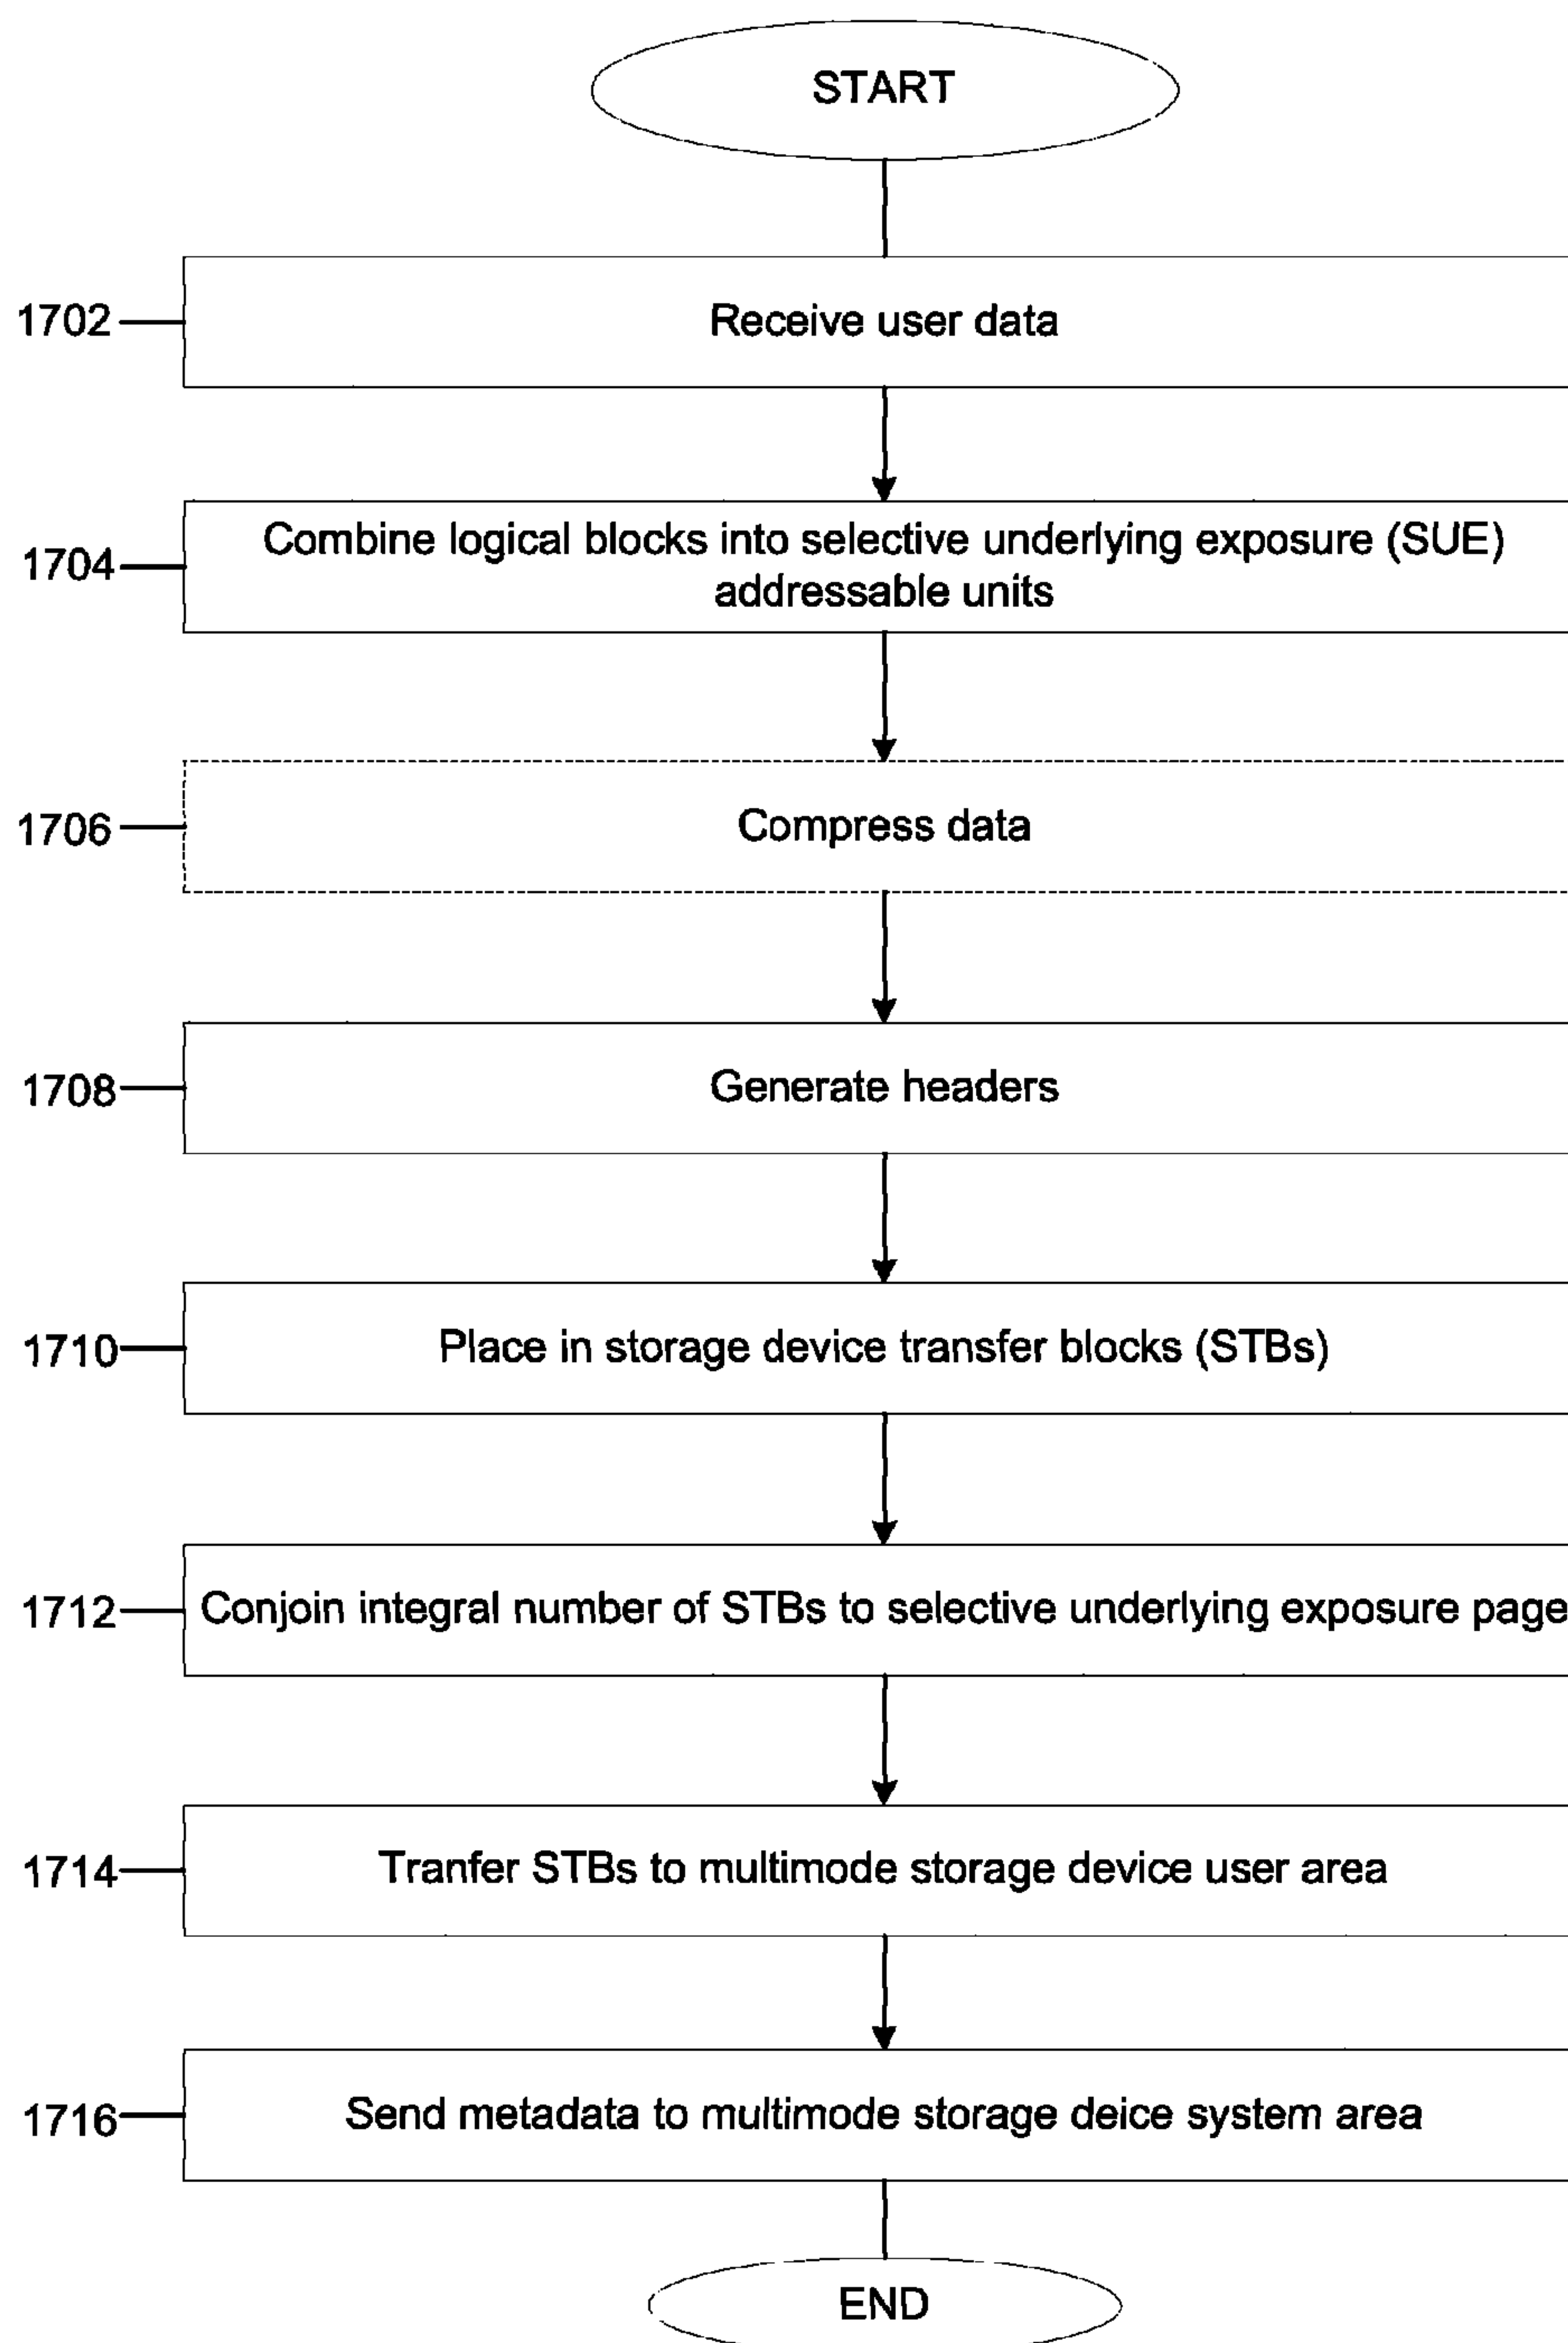 START
1702
Receive user data
1704
Combine logical blocks into selective underlying exposure (SUE)
addressable units
1706
Compress data
1708
Generate headers
1710
Place in storage device transfer blocks (STBs)
1712
Conjoin integral number of STBs to selective underlying exposure page
1714
Tranfer STBs to multimode storage device user area
1716
Send metadata to multimode storage deice system area
END